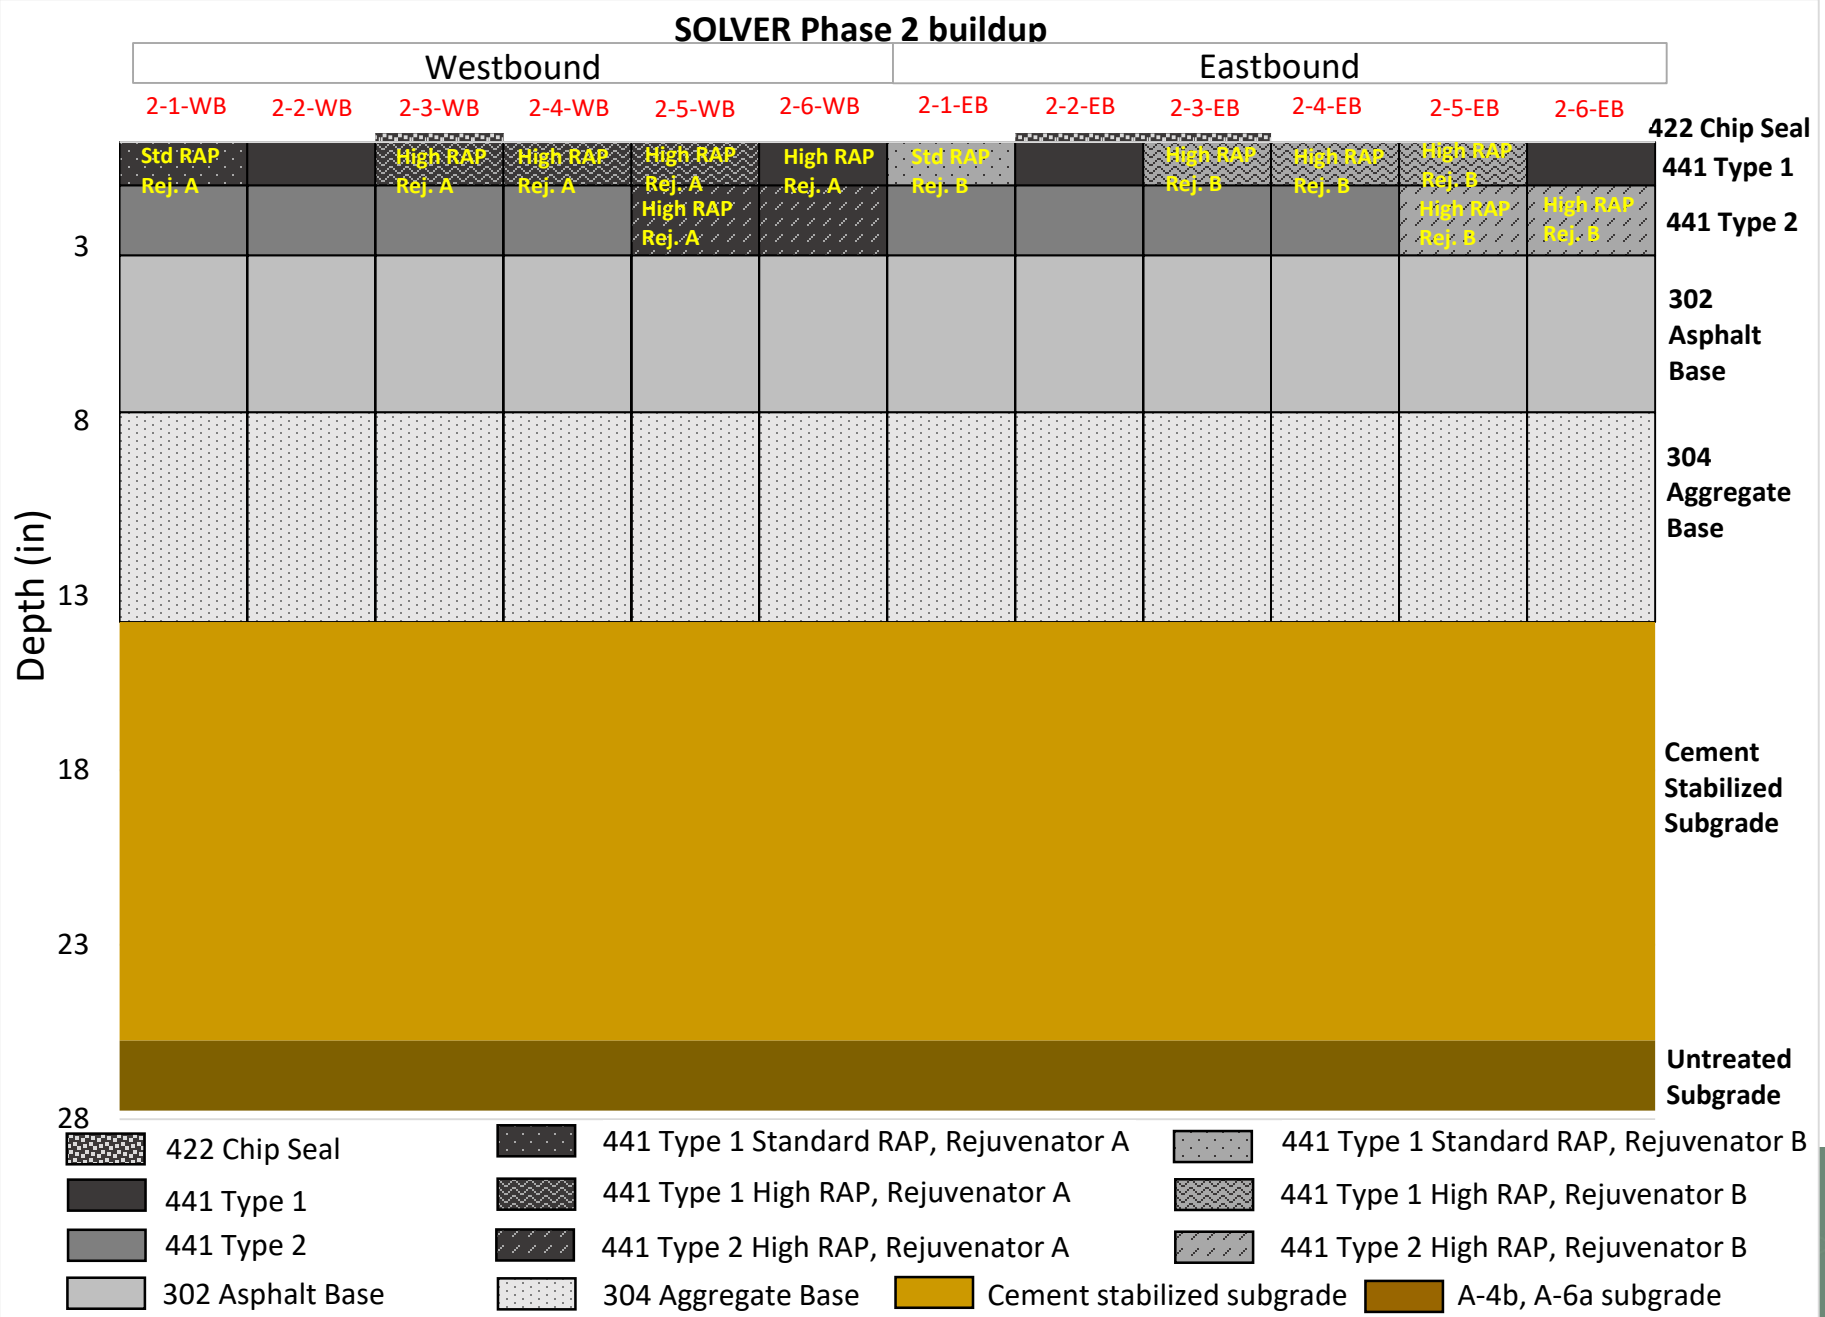 SOLVER Phase 2 buildup
Westbound
Eastbound
2-1-WB
2-2-WB
2-3-WB
2-4-WB
2-5-WB
2-6-WB
2-1-EB
2-2-EB
2-3-EB
2-4-EB
2-5-EB
2-6-EB
422 Chip Seal
441 Type 1
441 Type 2
302
Asphalt
Base
304
Aggregate
Base
Cement
Stabilized
Subgrade
Untreated
Subgrade
Std RAP
Rej. A
High RAP
Rej. A
High RAP
Rej. A
High RAP
Rej. A
High RAP
Rej. A
High RAP
Rej. A
Std RAP
Rej. B
High RAP
Rej. B
High RAP
Rej. B
High RAP
Rej. B
High RAP
Rej. B
High RAP
Rej. B
Depth (in)
3
8
13
18
23
28
422 Chip Seal
441 Type 1 Standard RAP, Rejuvenator A
441 Type 1 Standard RAP, Rejuvenator B
441 Type 1
441 Type 1 High RAP, Rejuvenator A
441 Type 1 High RAP, Rejuvenator B
441 Type 2
441 Type 2 High RAP, Rejuvenator A
441 Type 2 High RAP, Rejuvenator B
302 Asphalt Base
304 Aggregate Base
Cement stabilized subgrade
A-4b, A-6a subgrade